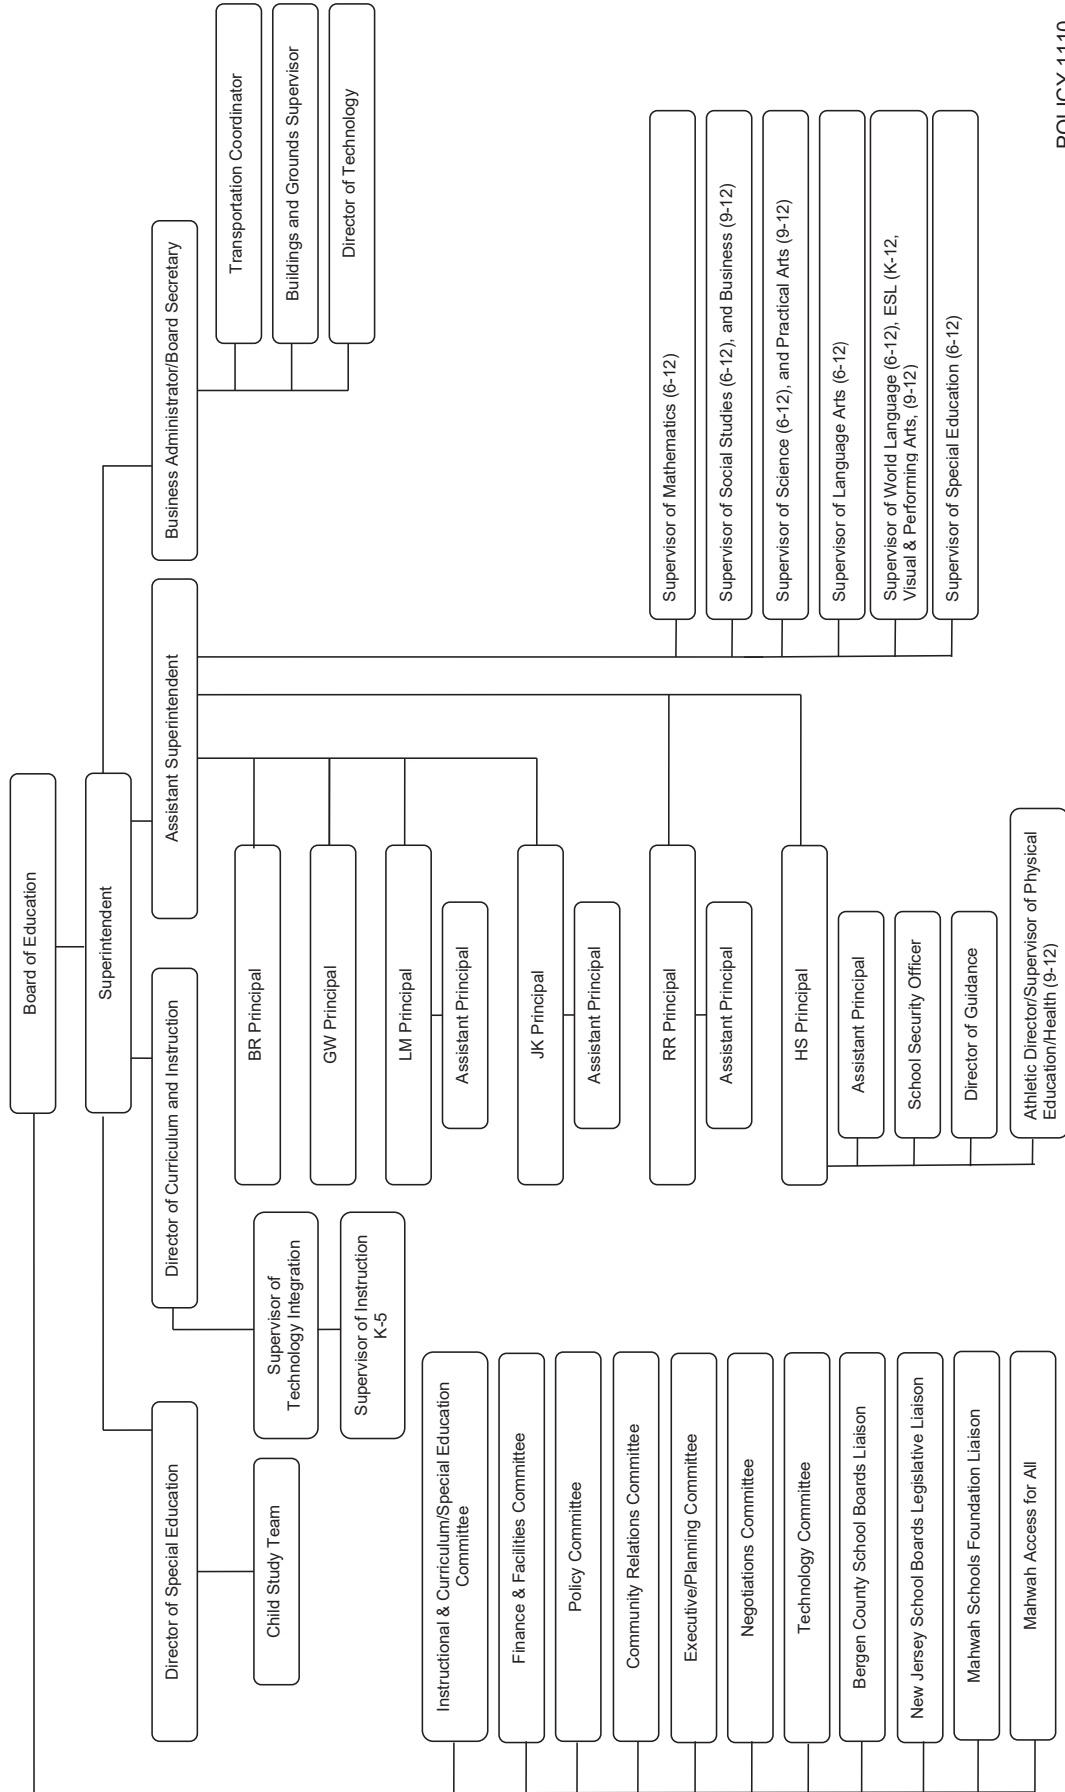 Board of Education
Superintendent
Director of Special Education
Director of Curriculum and Instruction
Assistant Superintendent
Business Administrator/Board Secretary
Child Study Team
Supervisor of
Technology Integration
Supervisor of Instruction
K-5
BR Principal
GW Principal
LM Principal
Assistant Principal
JK Principal
Assistant Principal
RR Principal
Assistant Principal
HS Principal
Assistant Principal
School Security Officer
Director of Guidance
Athletic Director/Supervisor of Physical
Education/Health (9-12)
Transportation Coordinator
Buildings and Grounds Supervisor
Director of Technology
Supervisor of Mathematics (6-12)
Supervisor of Social Studies (6-12), and Business (9-12)
Supervisor of Science (6-12), and Practical Arts (9-12)
Supervisor of Language Arts (6-12)
Supervisor of World Language (6-12), ESL (K-12,
Visual & Performing Arts, (9-12)
Supervisor of Special Education (6-12)
Instructional & Curriculum/Special Education
Committee
Finance & Facilities Committee
Policy Committee
Community Relations Committee
Executive/Planning Committee
Negotiations Committee
Technology Committee
Bergen County School Boards Liaison
New Jersey School Boards Legislative Liaison
Mahwah Schools Foundation Liaison
Mahwah Access for All
POLICY 1110